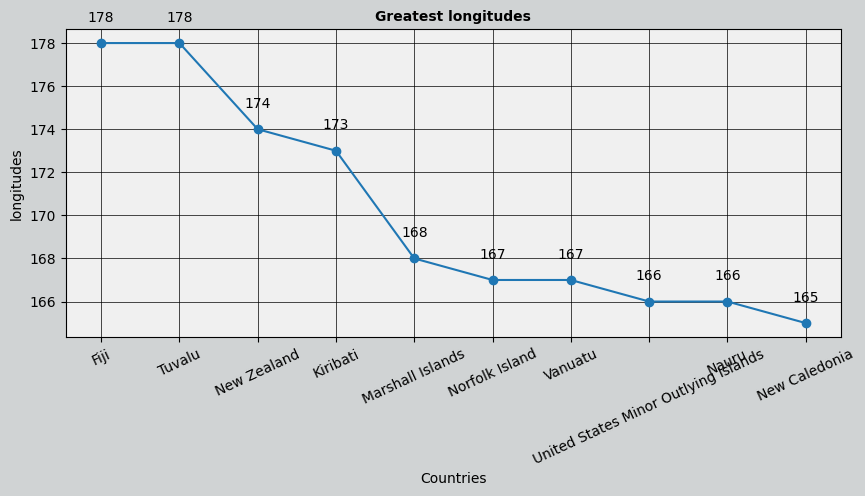 Greatest longitudes
178
178
174
173
168
167
167
166
166
165
178
176
174
172
170
168
166
longitudes
Fiji
Tuvalu
New Zealand
Kiribati
Marshall Islands
Norfolk Island
Vanuatu
United States Minor Outlying Islands
Nauru
New Caledonia
Countries